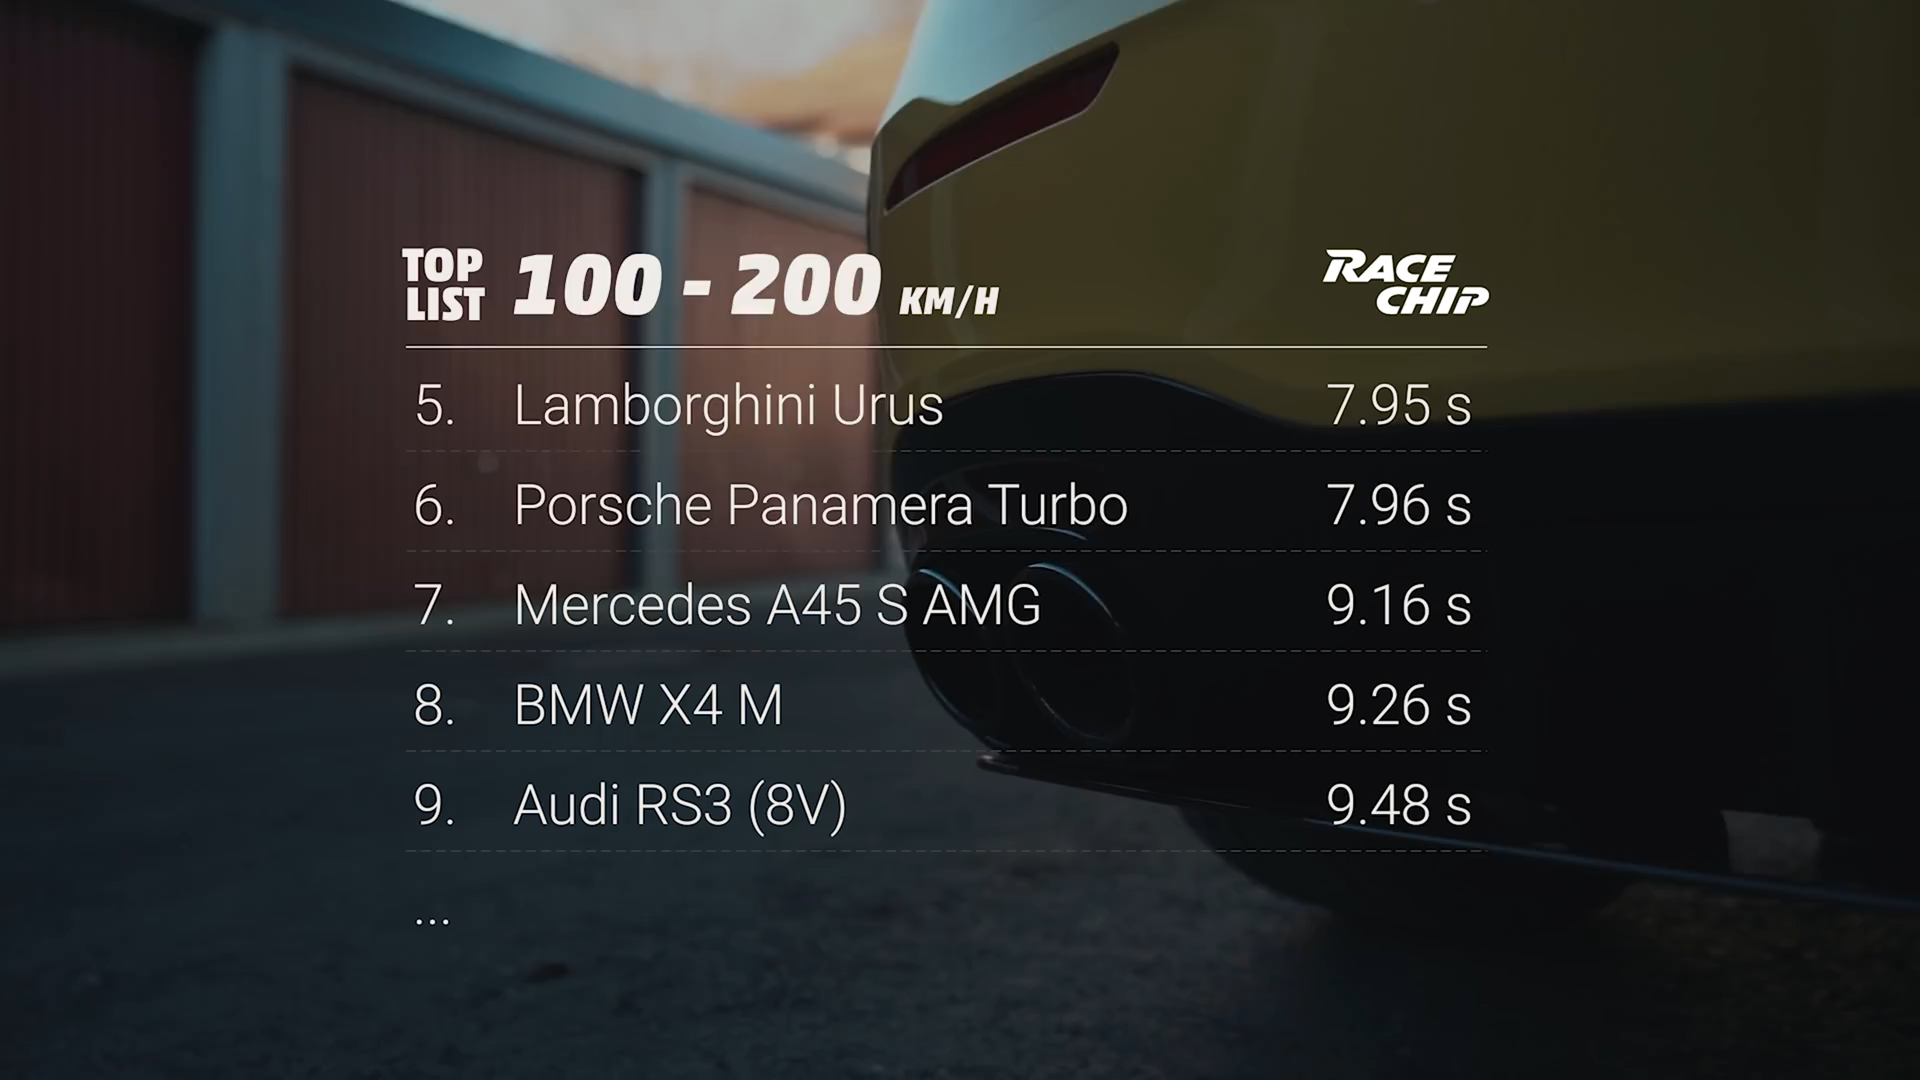 TOP LIST 100 - 200 KM/H
RACE CHIP
5. Lamborghini Urus 7.95 s
6. Porsche Panamera Turbo 7.96 s
7. Mercedes A45 S AMG 9.16 s
8. BMW X4 M 9.26 s
9. Audi RS3 (8V) 9.48 s
...